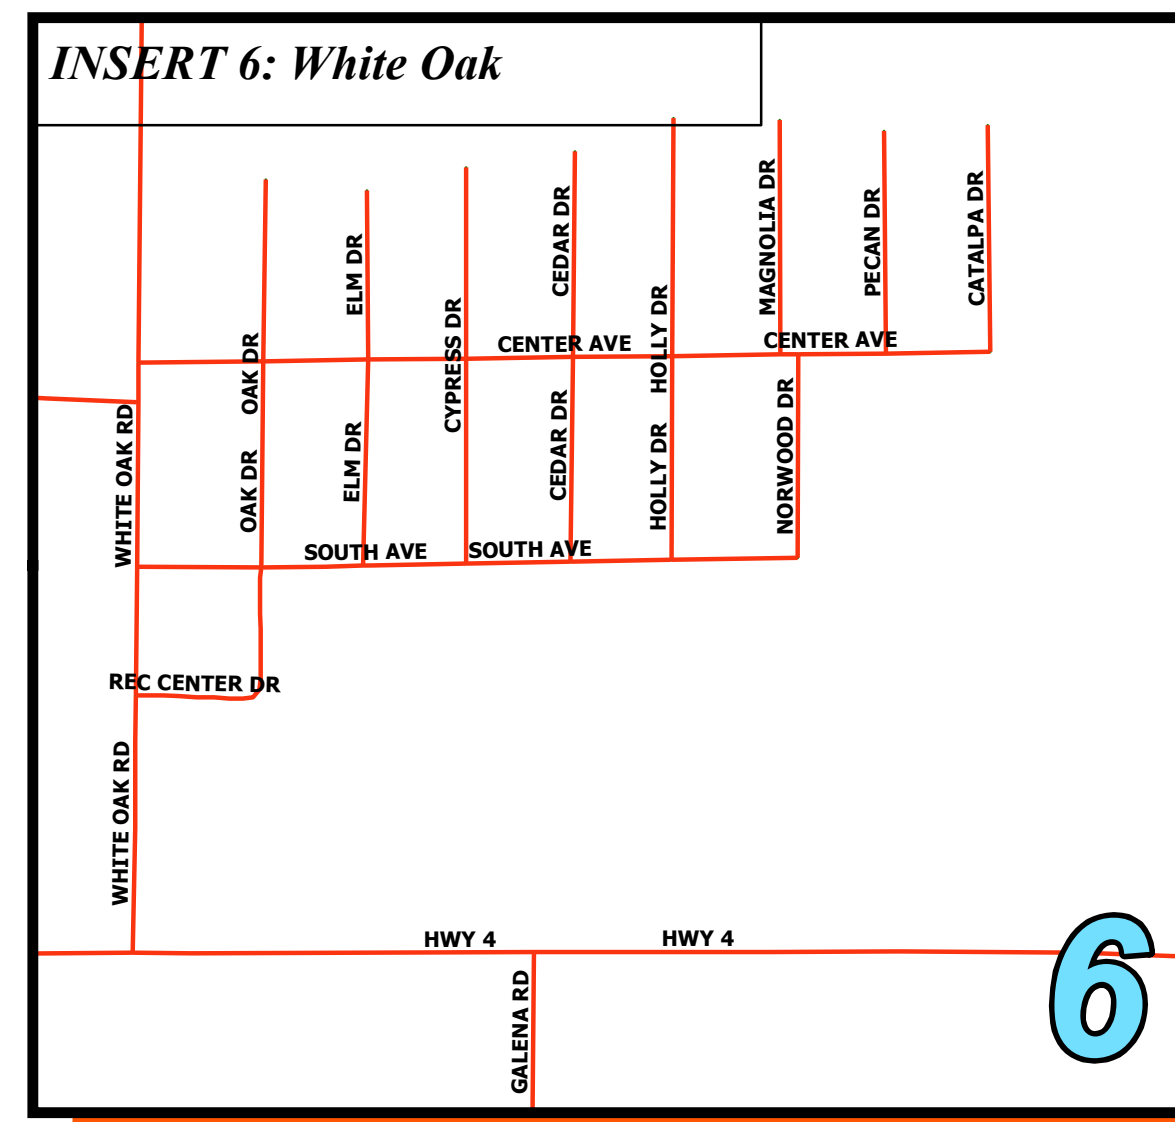 INSERT 6: White Oak
MAGNOLIA DR
CATALPA DR
CEDAR DR
PECAN DR
ELM DR
HOLLY DR
CYPRESS DR
OAK DR
CENTER AVE
CENTER AVE
NORWOOD DR
CEDAR DR
WHITE OAK RD
ELM DR
HOLLY DR
OAK DR
SOUTH AVE
SOUTH AVE
REC CENTER DR
WHITE OAK RD
HWY 4
HWY 4
GALENA RD
6